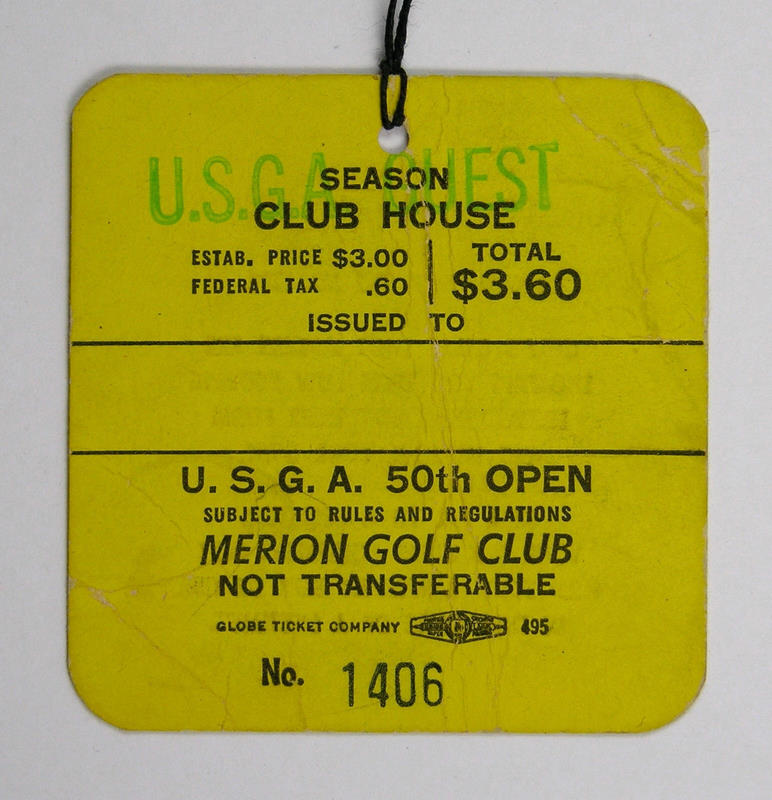 U.S.G.A. GUEST
SEASON
CLUB HOUSE
ESTAB. PRICE $3.00
FEDERAL TAX .60
TOTAL
$3.60
ISSUED TO
U. S. G. A. 50th OPEN
SUBJECT TO RULES AND REGULATIONS
MERION GOLF CLUB
NOT TRANSFERABLE
GLOBE TICKET COMPANY 495
No. 1406